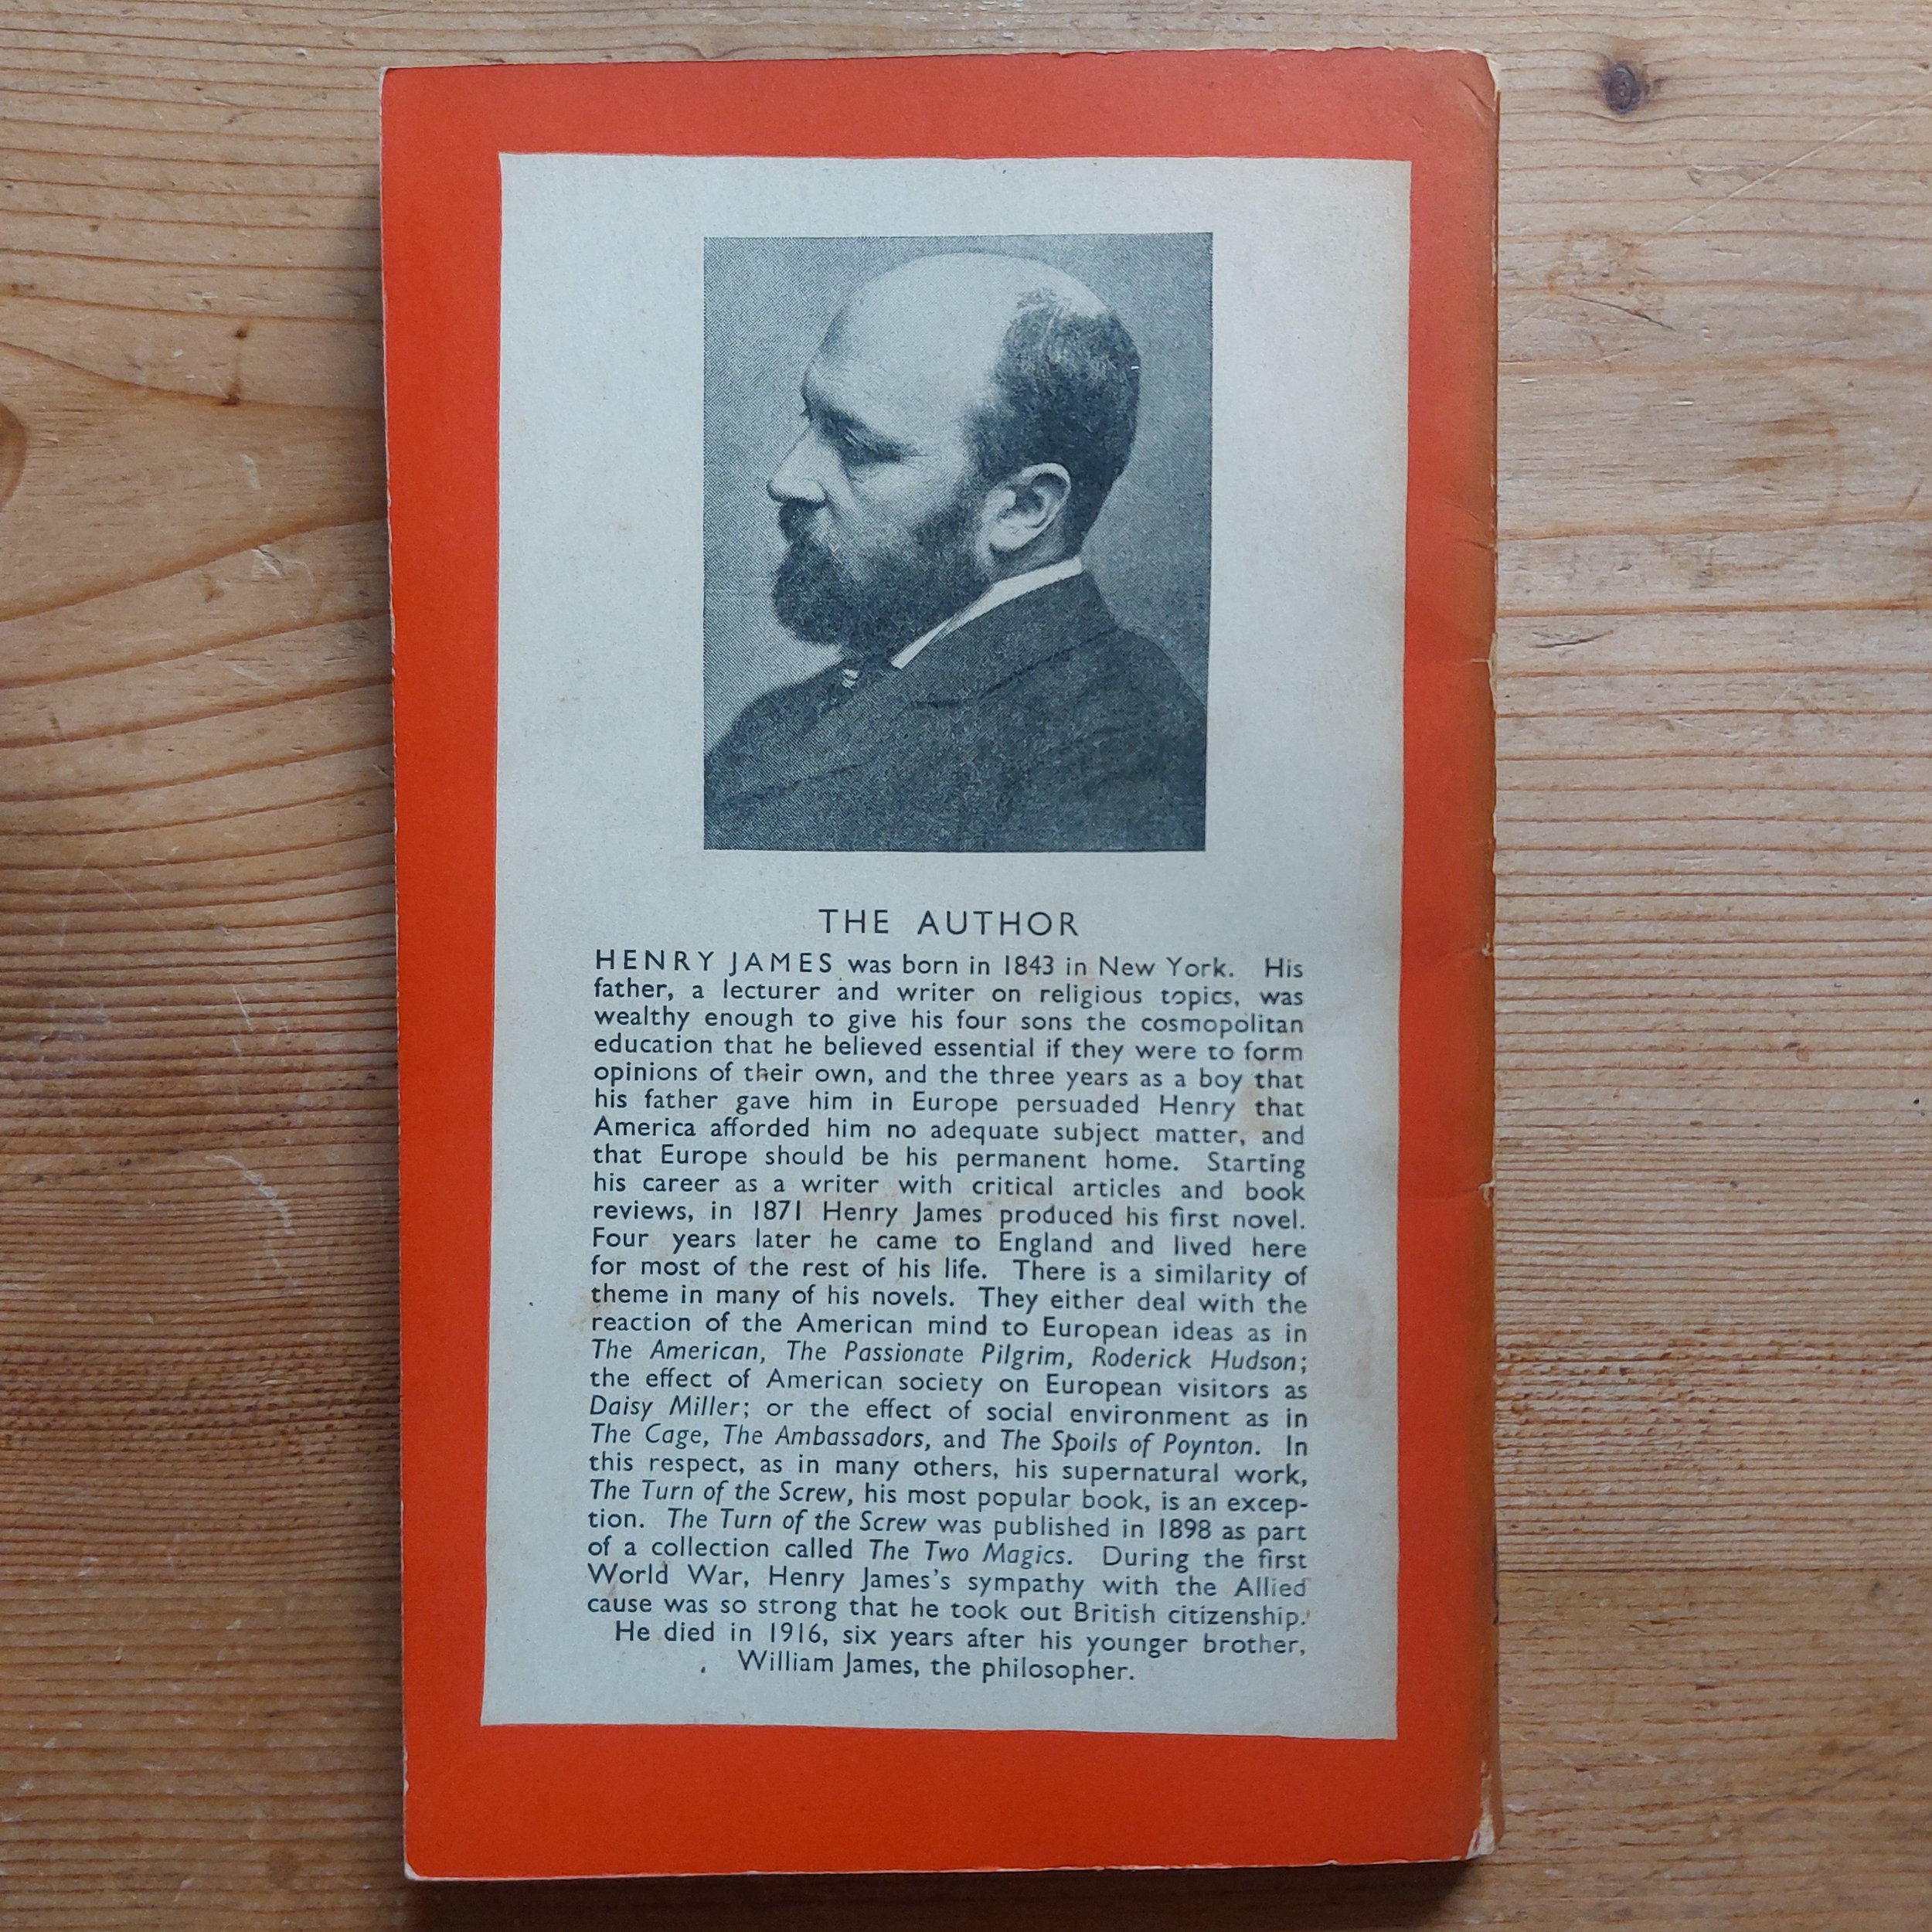 THE AUTHOR
HENRY JAMES was born in 1843 in New York. His
father, a lecturer and writer on religious topics, was
wealthy enough to give his four sons the cosmopolitan
education that he believed essential if they were to form
opinions of their own, and the three years as a boy that
his father gave him in Europe persuaded Henry that
America afforded him no adequate subject matter, and
that Europe should be his permanent home. Starting
his career as a writer with critical articles and book
reviews, in 1871 Henry James produced his first novel.
Four years later he came to England and lived here
for most of the rest of his life. There is a similarity of
theme in many of his novels. They either deal with the
reaction of the American mind to European ideas as in
The American, The Passionate Pilgrim, Roderick Hudson;
the effect of American society on European visitors as
Daisy Miller; or the effect of social environment as in
The Cage, The Ambassadors, and The Spoils of Poynton. In
this respect, as in many others, his supernatural work,
The Turn of the Screw, his most popular book, is an excep-
tion. The Turn of the Screw was published in 1898 as part
of a collection called The Two Magics. During the first
World War, Henry James's sympathy with the Allied
cause was so strong that he took out British citizenship.
He died in 1916, six years after his younger brother,
William James, the philosopher.